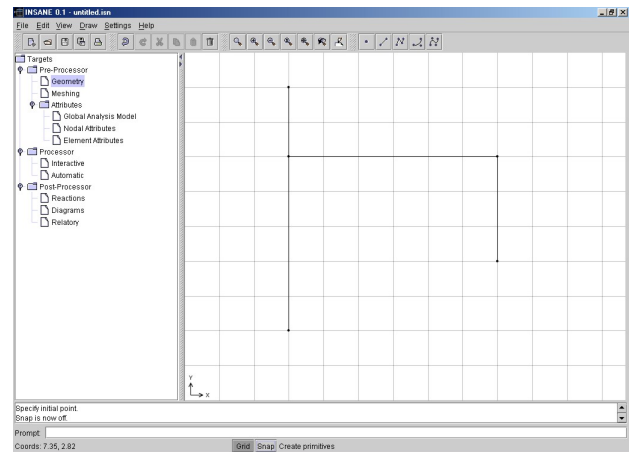 INSANE 0.1 - untitled.isn
File Edit View Draw Settings Help
Targets
Pre-Processor
Geometry
Meshing
Attributes
Global Analysis Model
Nodal Attributes
Element Attributes
Processor
Interactive
Automatic
Post-Processor
Reactions
Diagrams
Relatory
Y
X
Specify initial point.
Snap is now off.
Prompt:
Coords: 7.35, 2.82 Grid Snap Create primitives